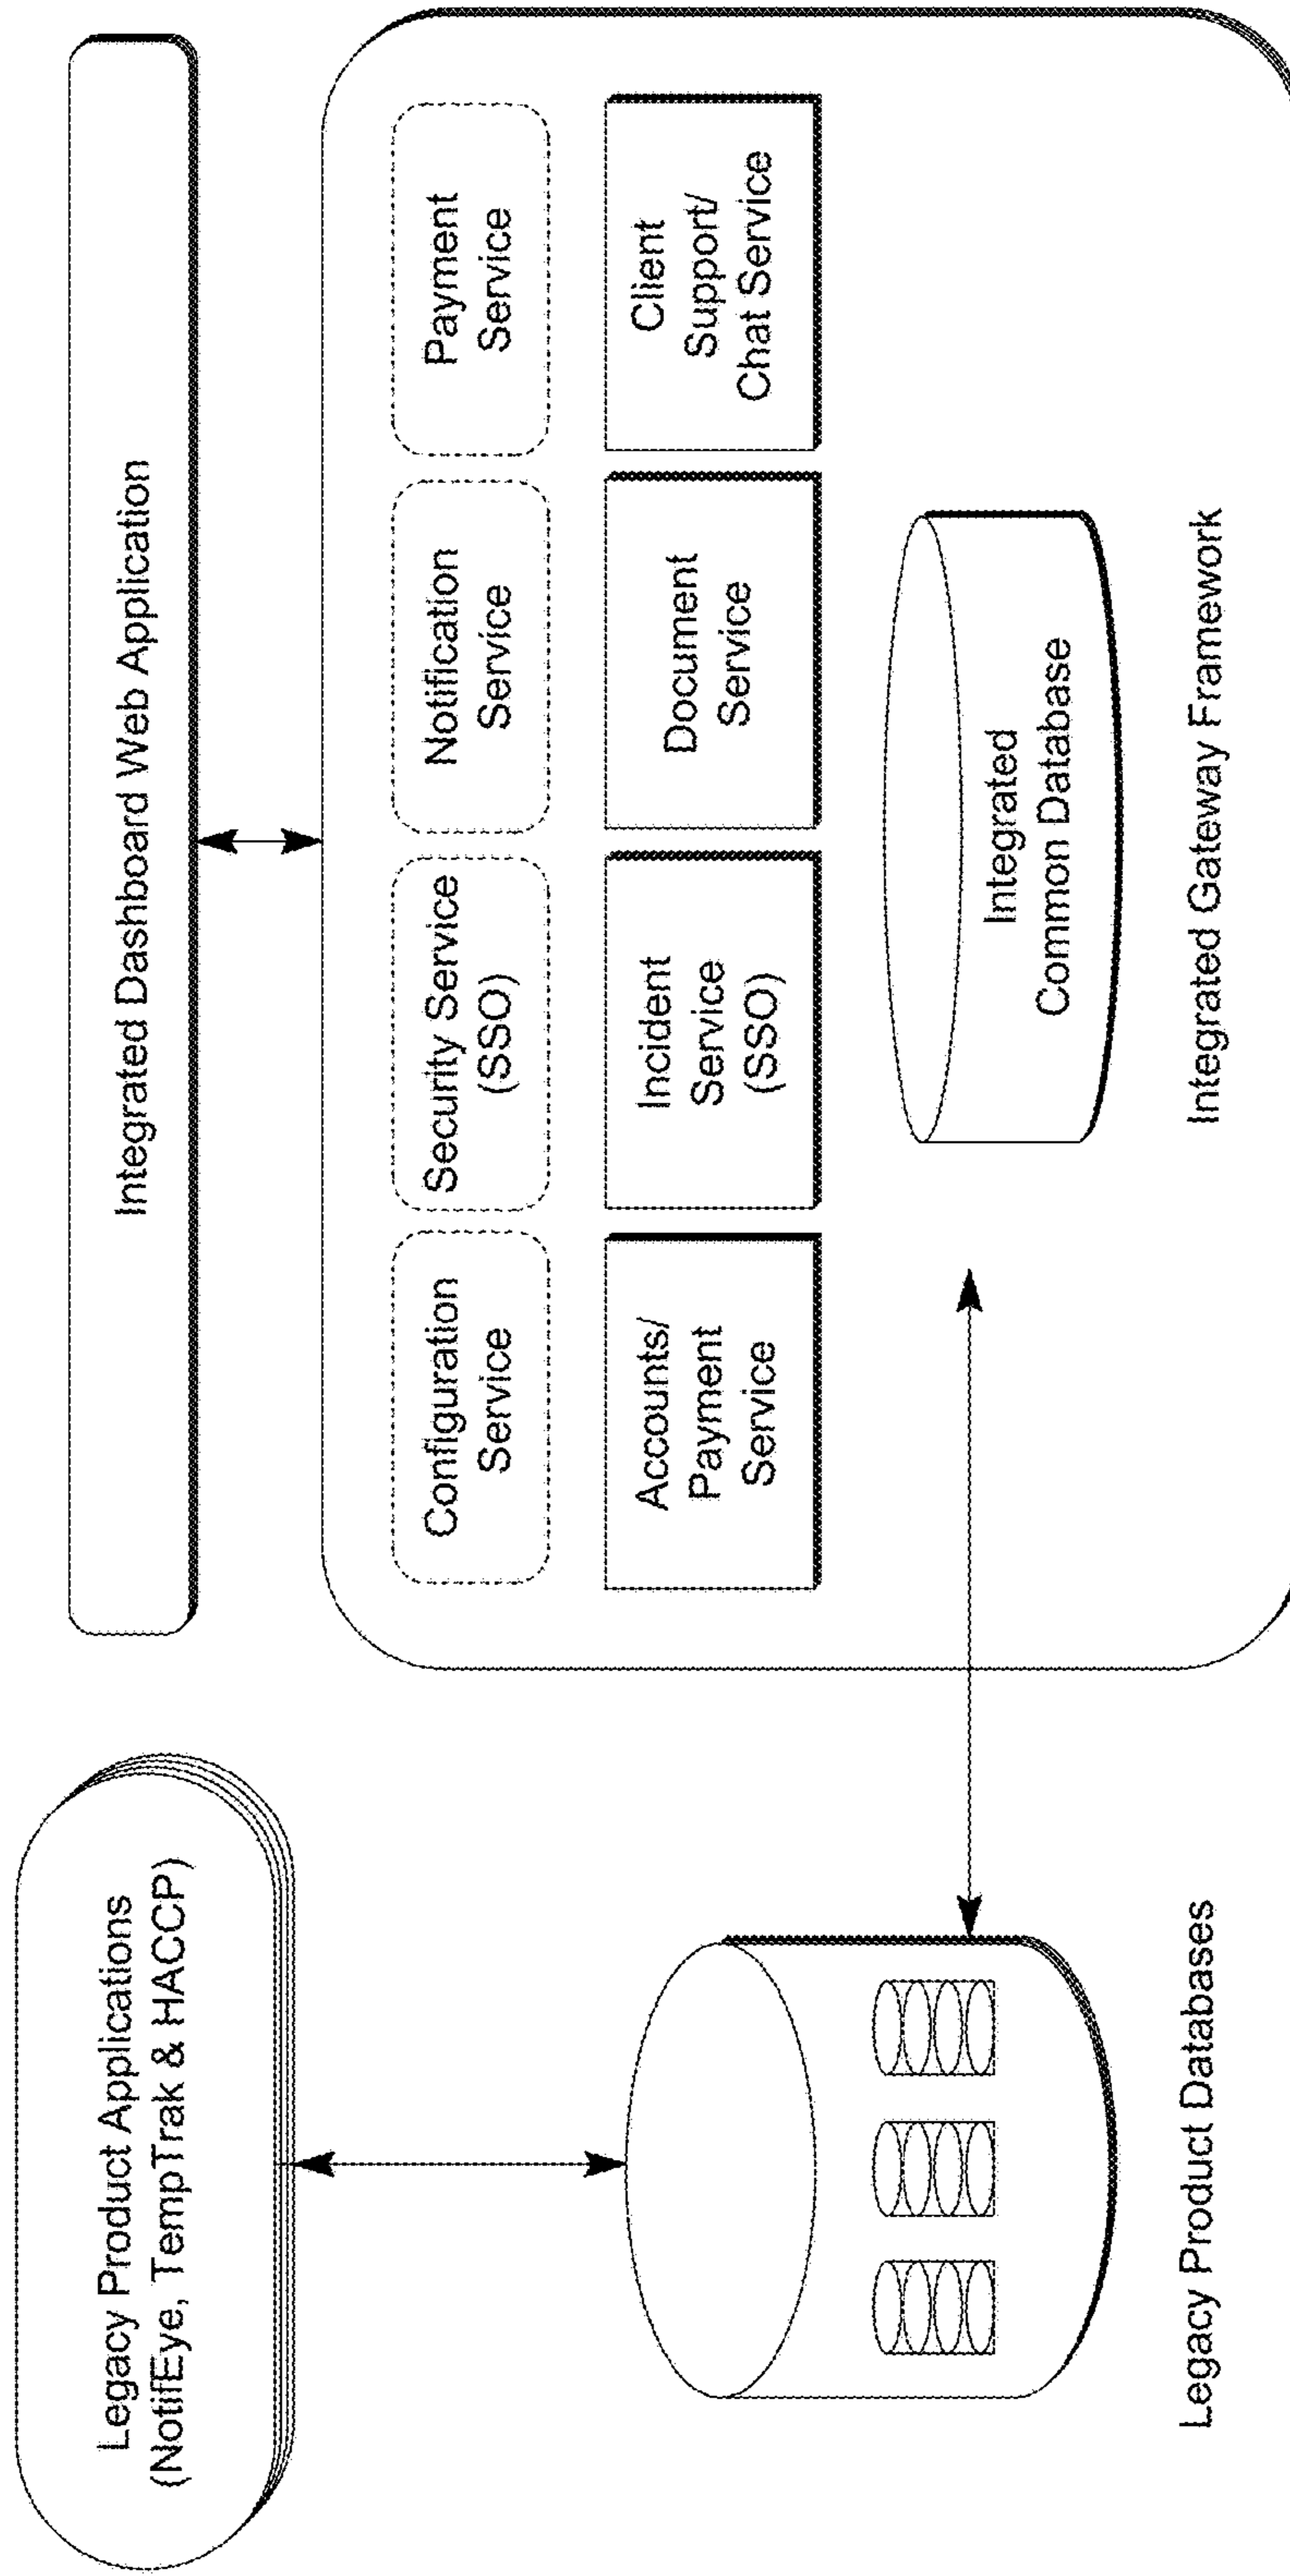 Legacy Product Applications
(NotifEye, TempTrak & HACCP)
Legacy Product Databases
Integrated Dashboard Web Application
Configuration
Service
Security Service
(SSO)
Notification
Service
Payment
Service
Accounts/
Payment
Service
Incident
Service
(SSO)
Document
Service
Client
Support/
Chat Service
Integrated
Common Database
Integrated Gateway Framework